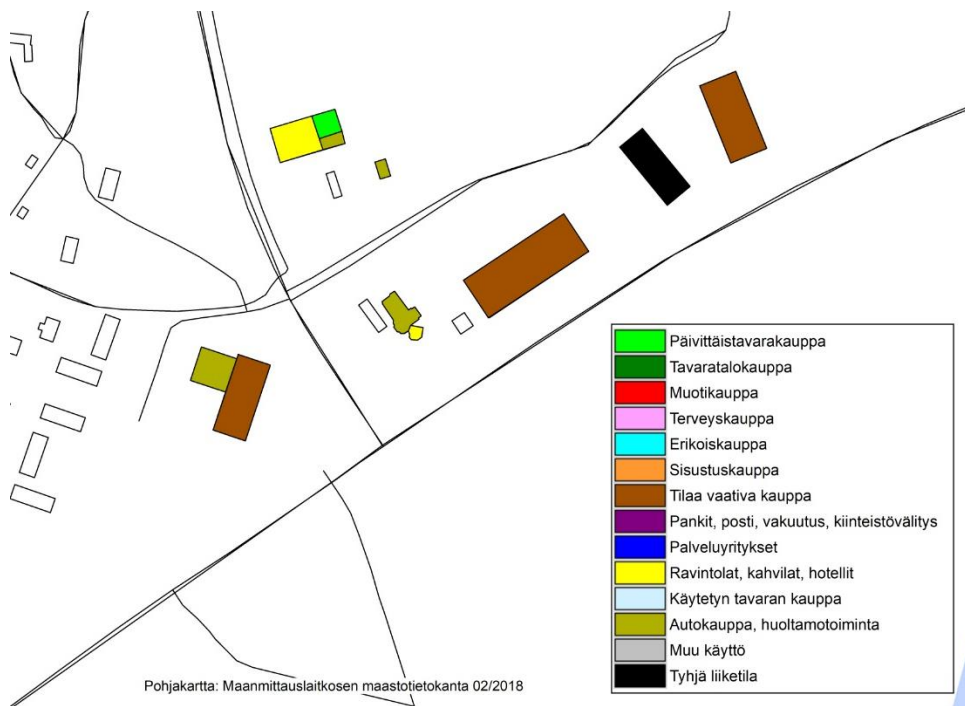 Päivittäistavarakauppa
Tavaratalokauppa
Muotikauppa
Terveyskauppa
Erikoiskauppa
Sisustuskauppa
Tilaa vaativa kauppa
Pankit, posti, vakuutus, kiinteistövälitys
Palveluyritykset
Ravintolat, kahvilat, hotellit
Käytetyn tavaran kauppa
Autokauppa, huoltamotoiminta
Muu käyttö
Tyhjä liiketila
Pohjakartta: Maanmittauslaitkosen maastotietokanta 02/2018